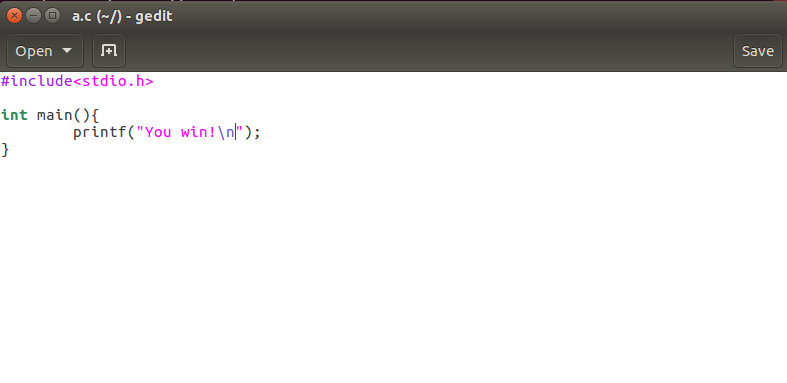 a.c (~/) - gedit
Open Save
#include<stdio.h>
int main(){
printf("You win!\n");
}